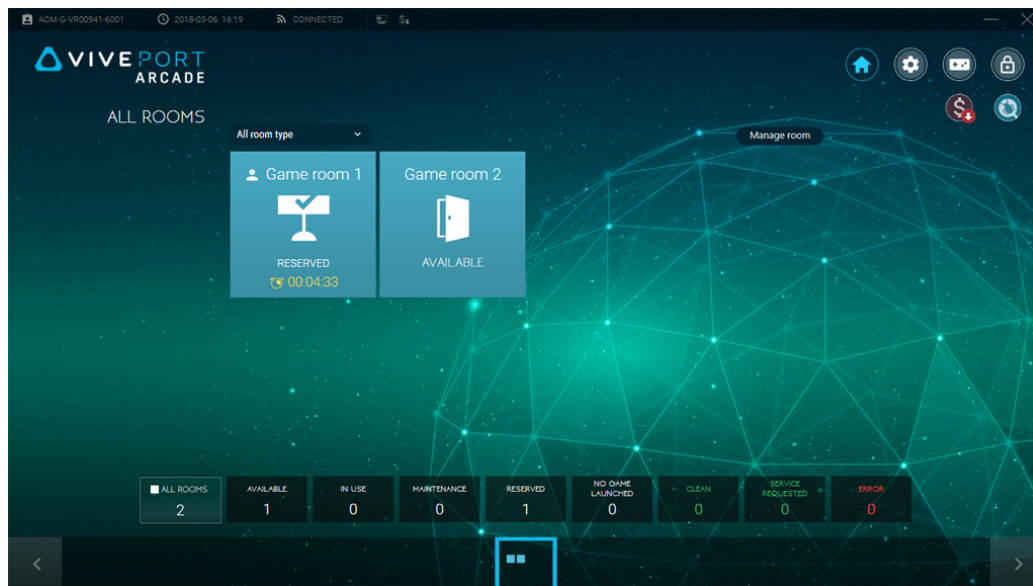 ACM-G-VR00941-6001 2018-03-06 16:19 CONNECTED
VIVEPORT
ARCADE
ALL ROOMS
All room type
Manage room
Game room 1
RESERVED
00:04:33
Game room 2
AVAILABLE
ALL ROOMS
2
AVAILABLE
1
IN USE
0
MAINTENANCE
0
RESERVED
1
NO GAME
LAUNCHED
0
CLEAN
0
SERVICE
REQUESTED
0
ERROR
0